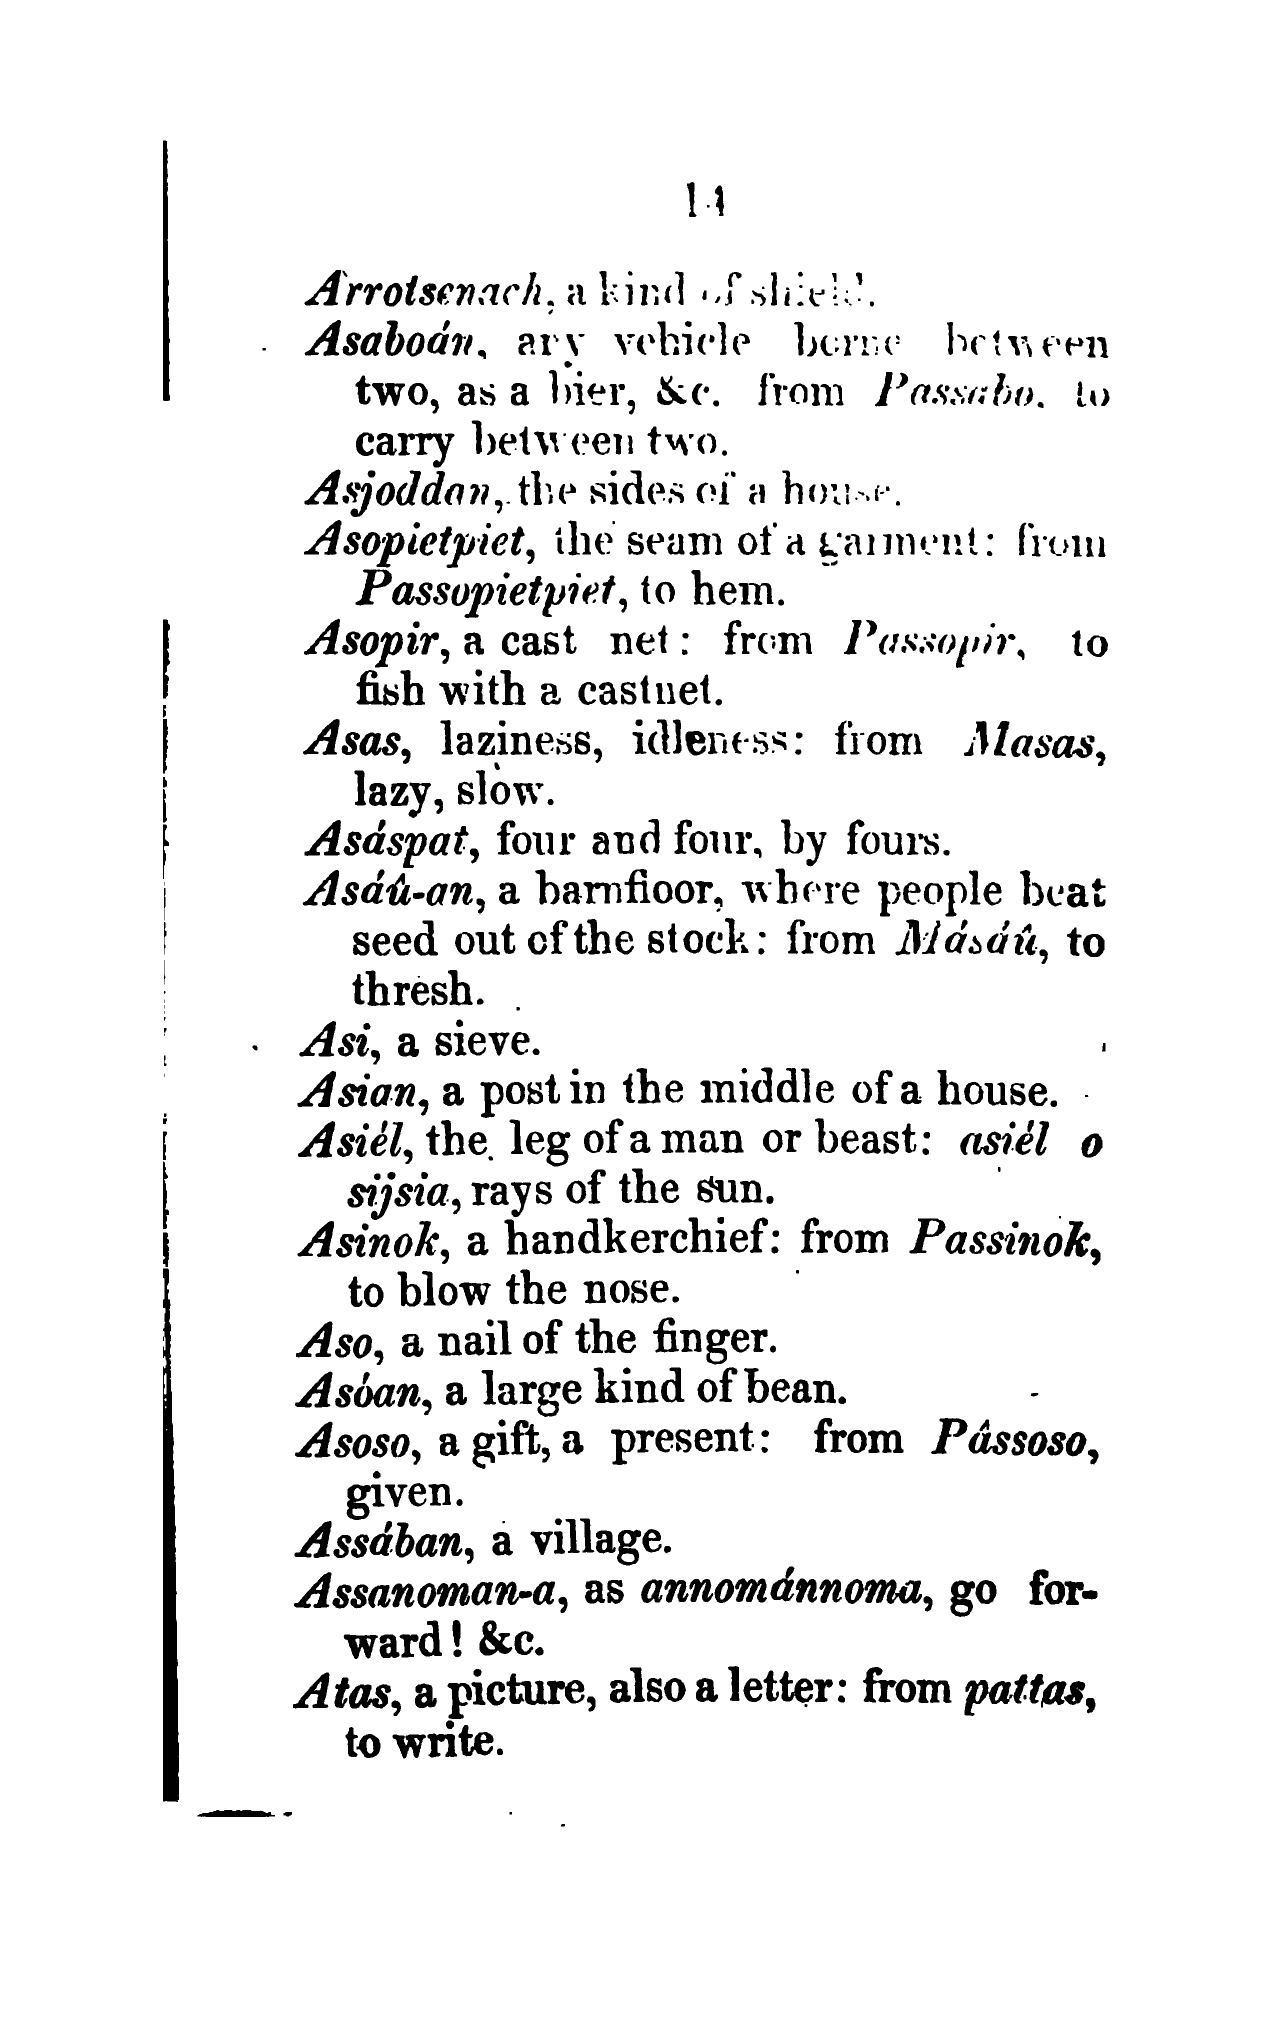 14
Arrotsenach, a kind of shield.
Asaboán, any vehicle borne between
two, as a bier, &c. from Passabo, to
carry between two.
Asjoddan, the sides of a house.
Asopietpiet, the seam of a garment: from
Passopietpiet, to hem.
Asopir, a cast net: from Passopir, to
fish with a castnet.
Asas, laziness, idleness: from Masas,
lazy, slow.
Asáspat, four and four, by fours.
Asáû-an, a barnfloor, where people beat
seed out of the stock: from Másáû, to
thresh.
Asi, a sieve.
Asian, a post in the middle of a house.
Asiél, the leg of a man or beast: asiél o
sijsia, rays of the sun.
Asinok, a handkerchief: from Passinok,
to blow the nose.
Aso, a nail of the finger.
Asóan, a large kind of bean.
Asoso, a gift, a present: from Pâssoso,
given.
Assában, a village.
Assanoman-a, as annománnoma, go for-
ward! &c.
Atas, a picture, also a letter: from pattas,
to write.